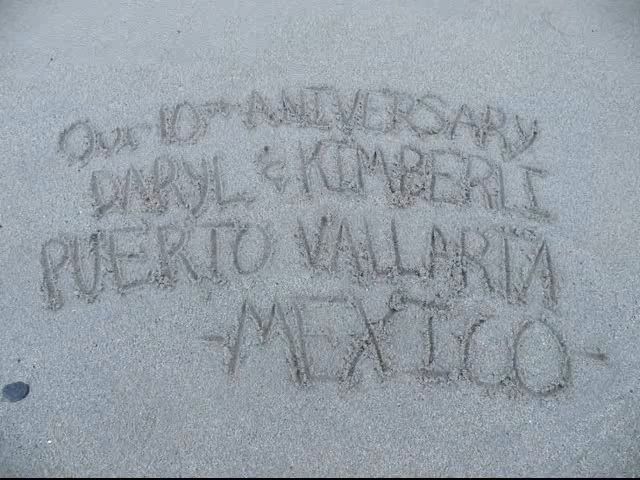 Our 10th ANIVERSARY
DARYL & KIMBERLI
PUERTO VALLARTA
-MEXICO-